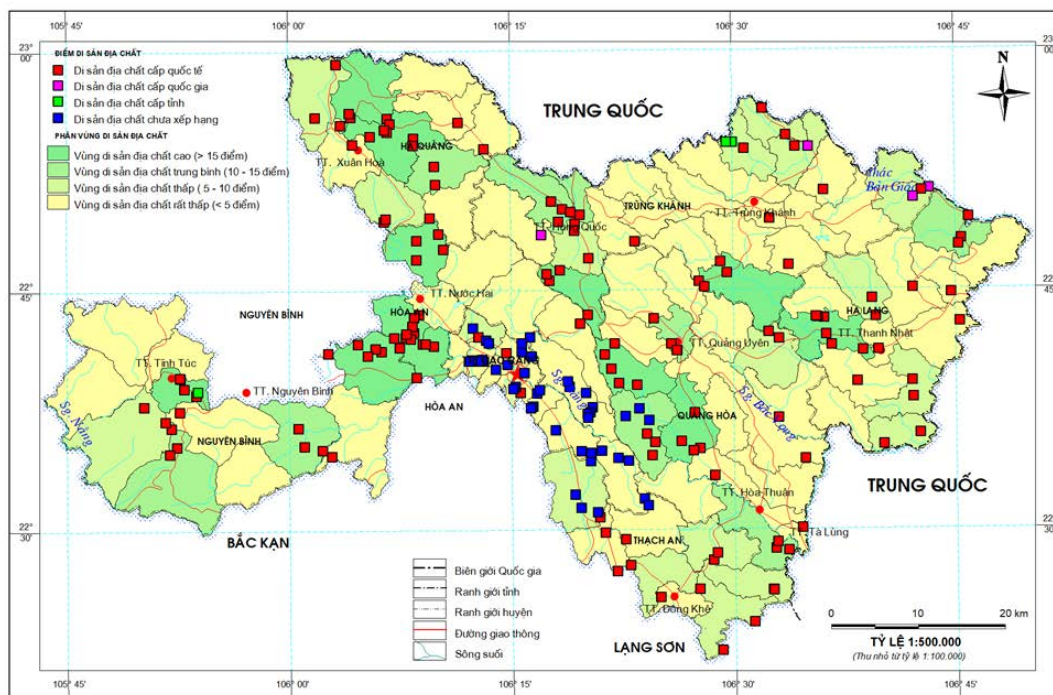 105° 45'
106° 00'
106° 15'
106° 30'
106° 45'
23°
00'
23°
00'
ĐIỂM DI SẢN ĐỊA CHẤT
Di sản địa chất cấp quốc tế
Di sản địa chất cấp quốc gia
Di sản địa chất cấp tỉnh
Di sản địa chất chưa xếp hạng
PHÂN VÙNG DI SẢN ĐỊA CHẤT
Vùng di sản địa chất cao (> 15 điểm)
Vùng di sản địa chất trung bình (10 - 15 điểm)
Vùng di sản địa chất thấp ( 5 - 10 điểm)
Vùng di sản địa chất rất thấp (< 5 điểm)
N
TRUNG QUỐC
HÀ QUẢNG
TT. Xuân Hoà
Thác
Bản Giốc
TRÙNG KHÁNH
TT. Trùng Khánh
Quốc
22°
45'
22°
45'
TT. Nước Hai
NGUYÊN BÌNH
HÒA AN
HẠ LANG
TT. Thanh Nhật
TT. Quảng Uyên
TT. Tĩnh Túc
TT. Nguyên Bình
Sg. Năng
HÒA AN
NGUYÊN BÌNH
QUẢNG HÒA
TRUNG QUỐC
TT. Hòa Thuận
22°
30'
22°
30'
BẮC KẠN
TT. Tà Lùng
THẠCH AN
TT. Đông Khê
LẠNG SƠN
Biên giới Quốc gia
Ranh giới tỉnh
Ranh giới huyện
Đường giao thông
Sông suối
10 0 10 20 km
TỶ LỆ 1:500.000
(Thu nhỏ từ tỷ lệ 1:100.000)
105° 45'
106° 00'
106° 15'
106° 30'
106° 45'